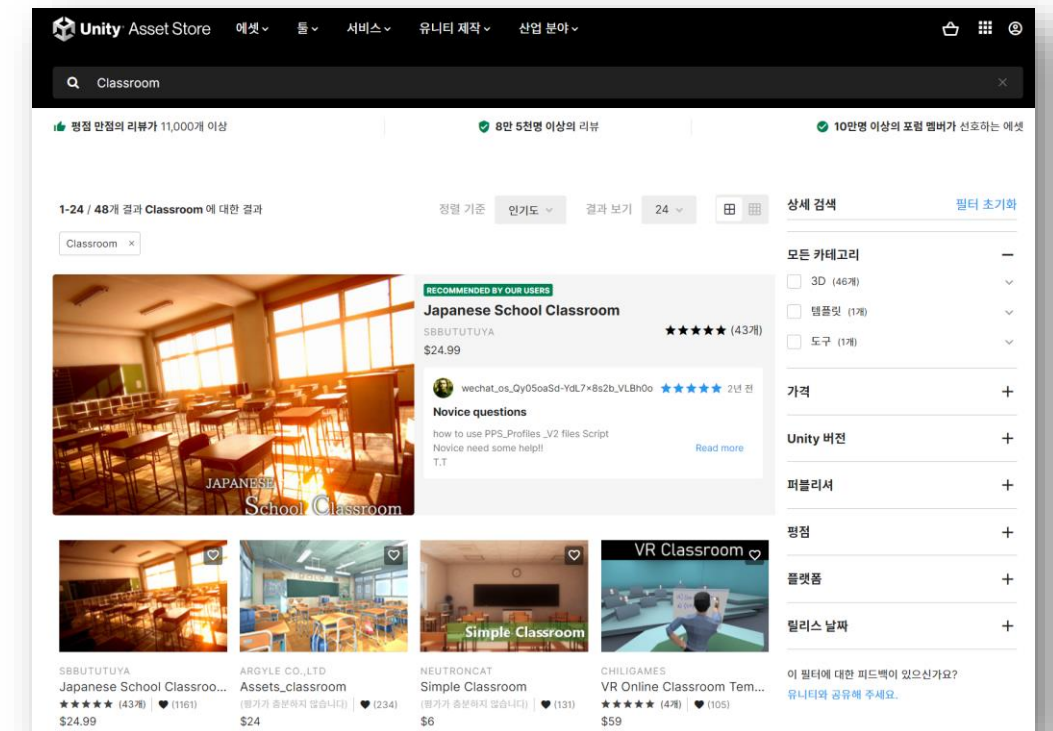 Unity Asset Store 에셋 툴 서비스 유니티 제작 산업 분야
Classroom ×
평점 만점의 리뷰가 11,000개 이상 8만 5천명 이상의 리뷰 10만명 이상의 포럼 멤버가 선호하는 에셋
1-24 / 48개 결과 Classroom 에 대한 결과 정렬 기준 인기도 결과 보기 24
Classroom ×
JAPANESE
School Classroom
RECOMMENDED BY OUR USERS
Japanese School Classroom
SBBUTUTUYA ★★★★★ (43개)
$24.99
wechat_os_Qy05oaSd-YdL7×8s2b_VLBh0o ★★★★★ 2년 전
Novice questions
how to use PPS_Profiles _V2 files Script
Novice need some help!!
T.T
Read more
상세 검색 필터 초기화
모든 카테고리
3D (46개)
템플릿 (1개)
도구 (1개)
가격 +
Unity 버전 +
퍼블리셔 +
평점 +
플랫폼 +
릴리스 날짜 +
이 필터에 대한 피드백이 있으신가요?
유니티와 공유해 주세요.
SBBUTUTUYA
Japanese School Classroo...
★★★★★ (43개) ♥ (1161)
$24.99
ARGYLE CO.,LTD
Assets_classroom
(평가가 충분하지 않습니다) ♥ (234)
$24
Simple Classroom
NEUTRONCAT
Simple Classroom
(평가가 충분하지 않습니다) ♥ (131)
$6
VR Classroom
CHILIGAMES
VR Online Classroom Tem...
★★★★★ (4개) ♥ (105)
$59